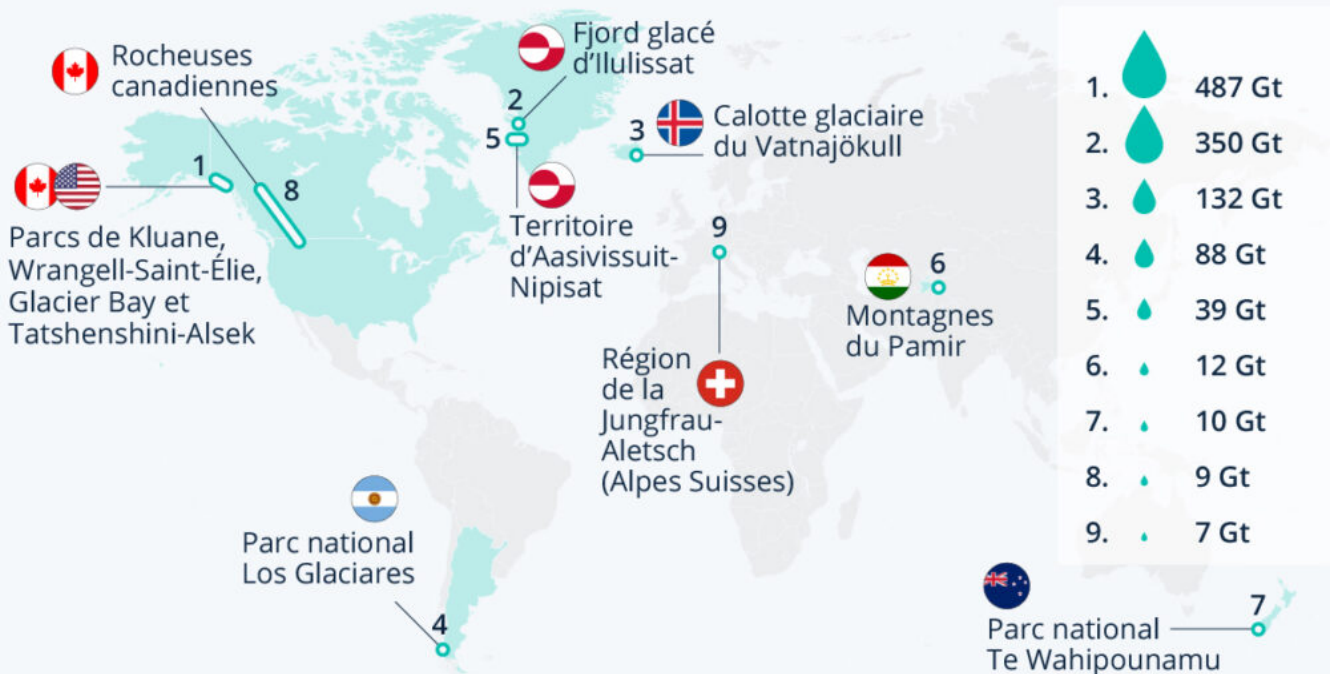 Rocheuses
canadiennes
Fjord glacé
d'Ilulissat
2
5
3
Calotte glaciaire
du Vatnajökull
1
8
Parcs de Kluane,
Wrangell-Saint-Élie,
Glacier Bay et
Tatshenshini-Alsek
Territoire
d'Aasivissuit-
Nipisat
9
6
Montagnes
du Pamir
Région
de la
Jungfrau-
Aletsch
(Alpes Suisses)
Parc national
Los Glaciares
4
7
Parc national
Te Wahipounamu
1. 487 Gt
2. 350 Gt
3. 132 Gt
4. 88 Gt
5. 39 Gt
6. 12 Gt
7. 10 Gt
8. 9 Gt
9. 7 Gt